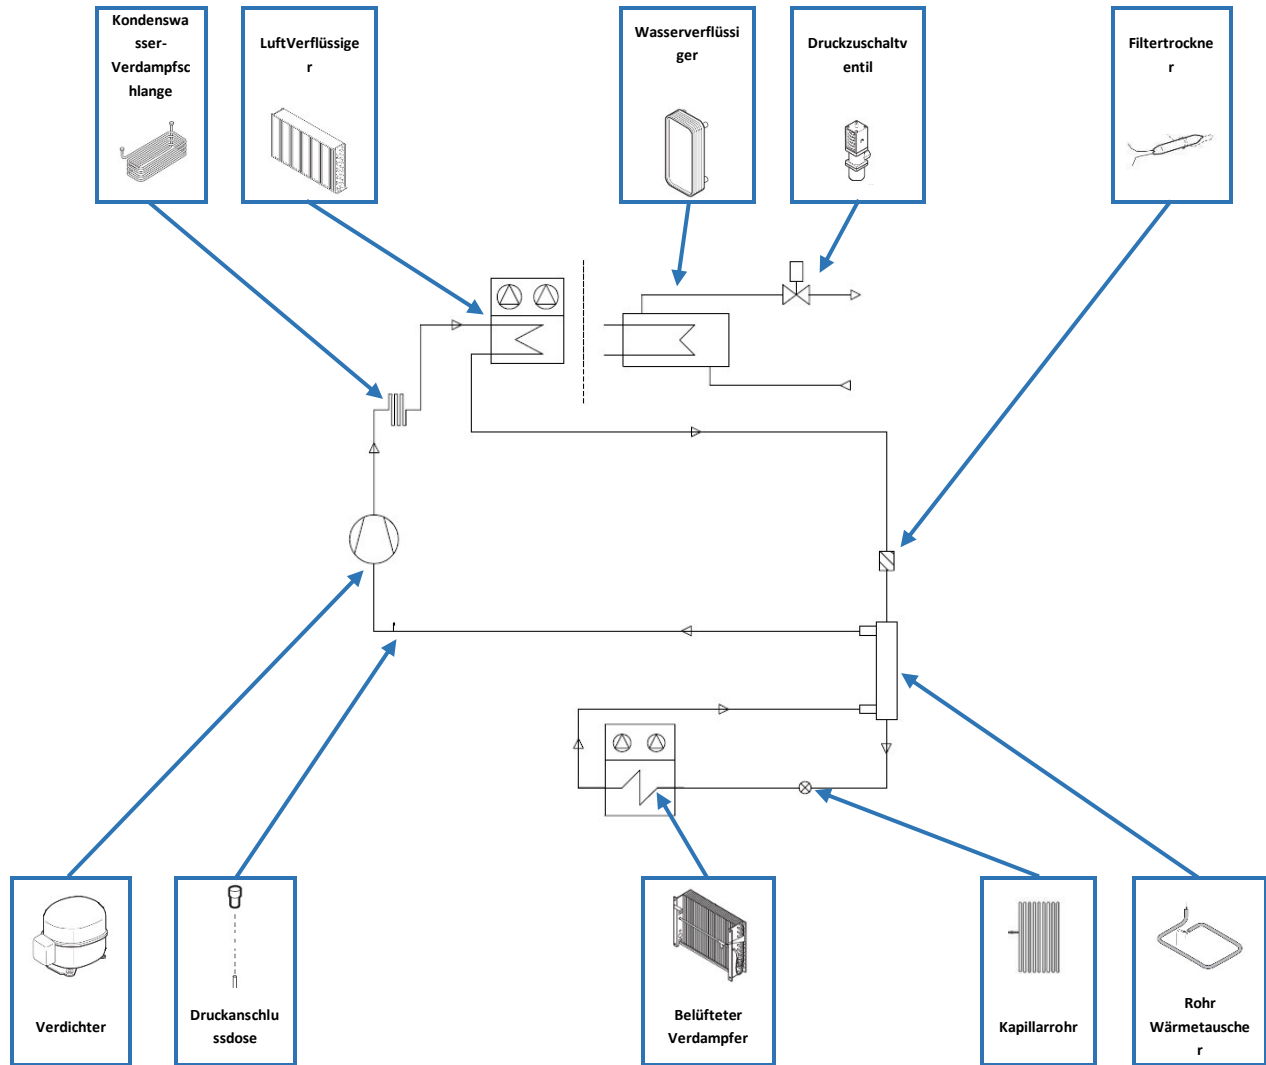 Kondenswa
sser-
Verdampfsc
hlange
LuftVerflüssige
r
Wasserverflüssi
ger
Druckzuschaltv
entil
Filtertrockne
r
Verdichter
Druckanschlu
ssdose
Belüfteter
Verdampfer
Kapillarrohr
Rohr
Wärmetausche
r